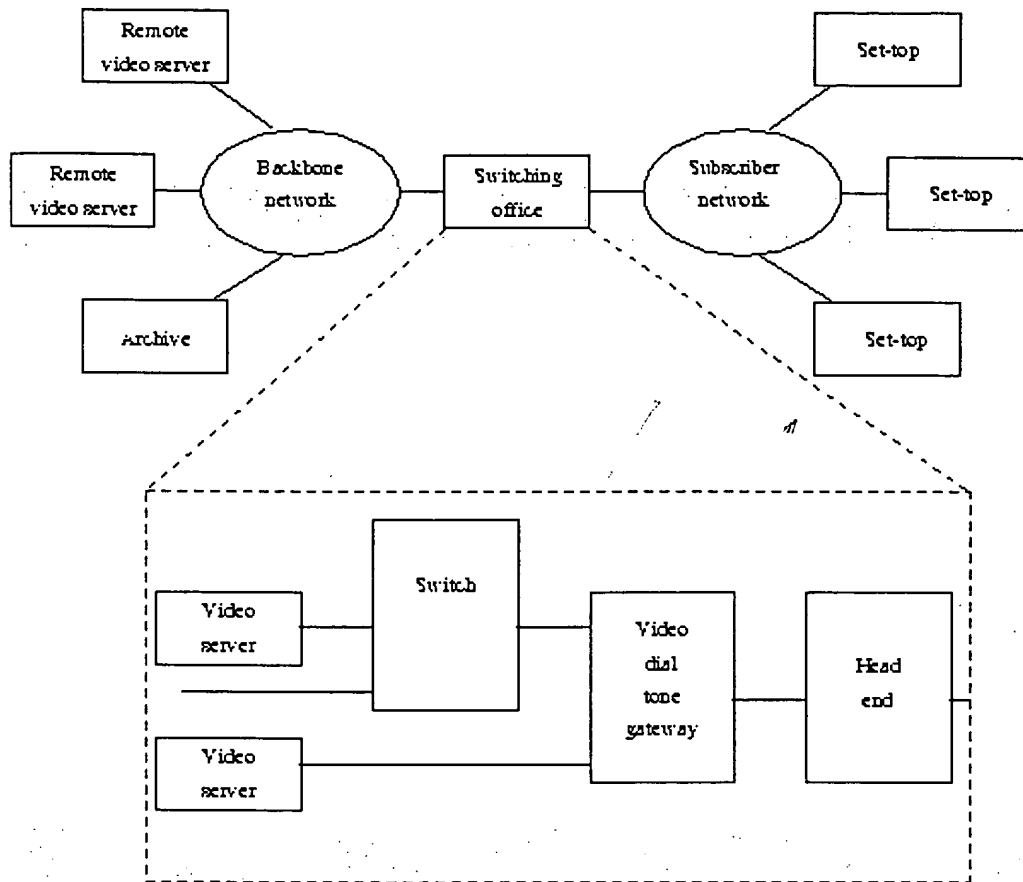 Remote
video server
Set-top
Remote
video server
Backbone
network
Switching
office
Subscriber
network
Set-top
Archive
Set-top
Switch
Video
server
Video
dial
tone
gateway
Head
end
Video
server